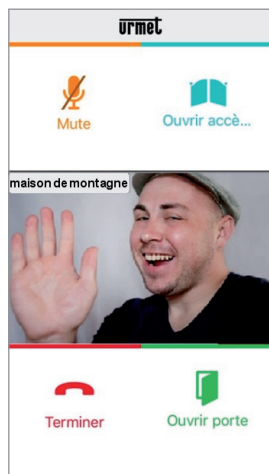 urmet
Mute
Ouvrir accè...
maison de montagne
Terminer
Ouvrir porte